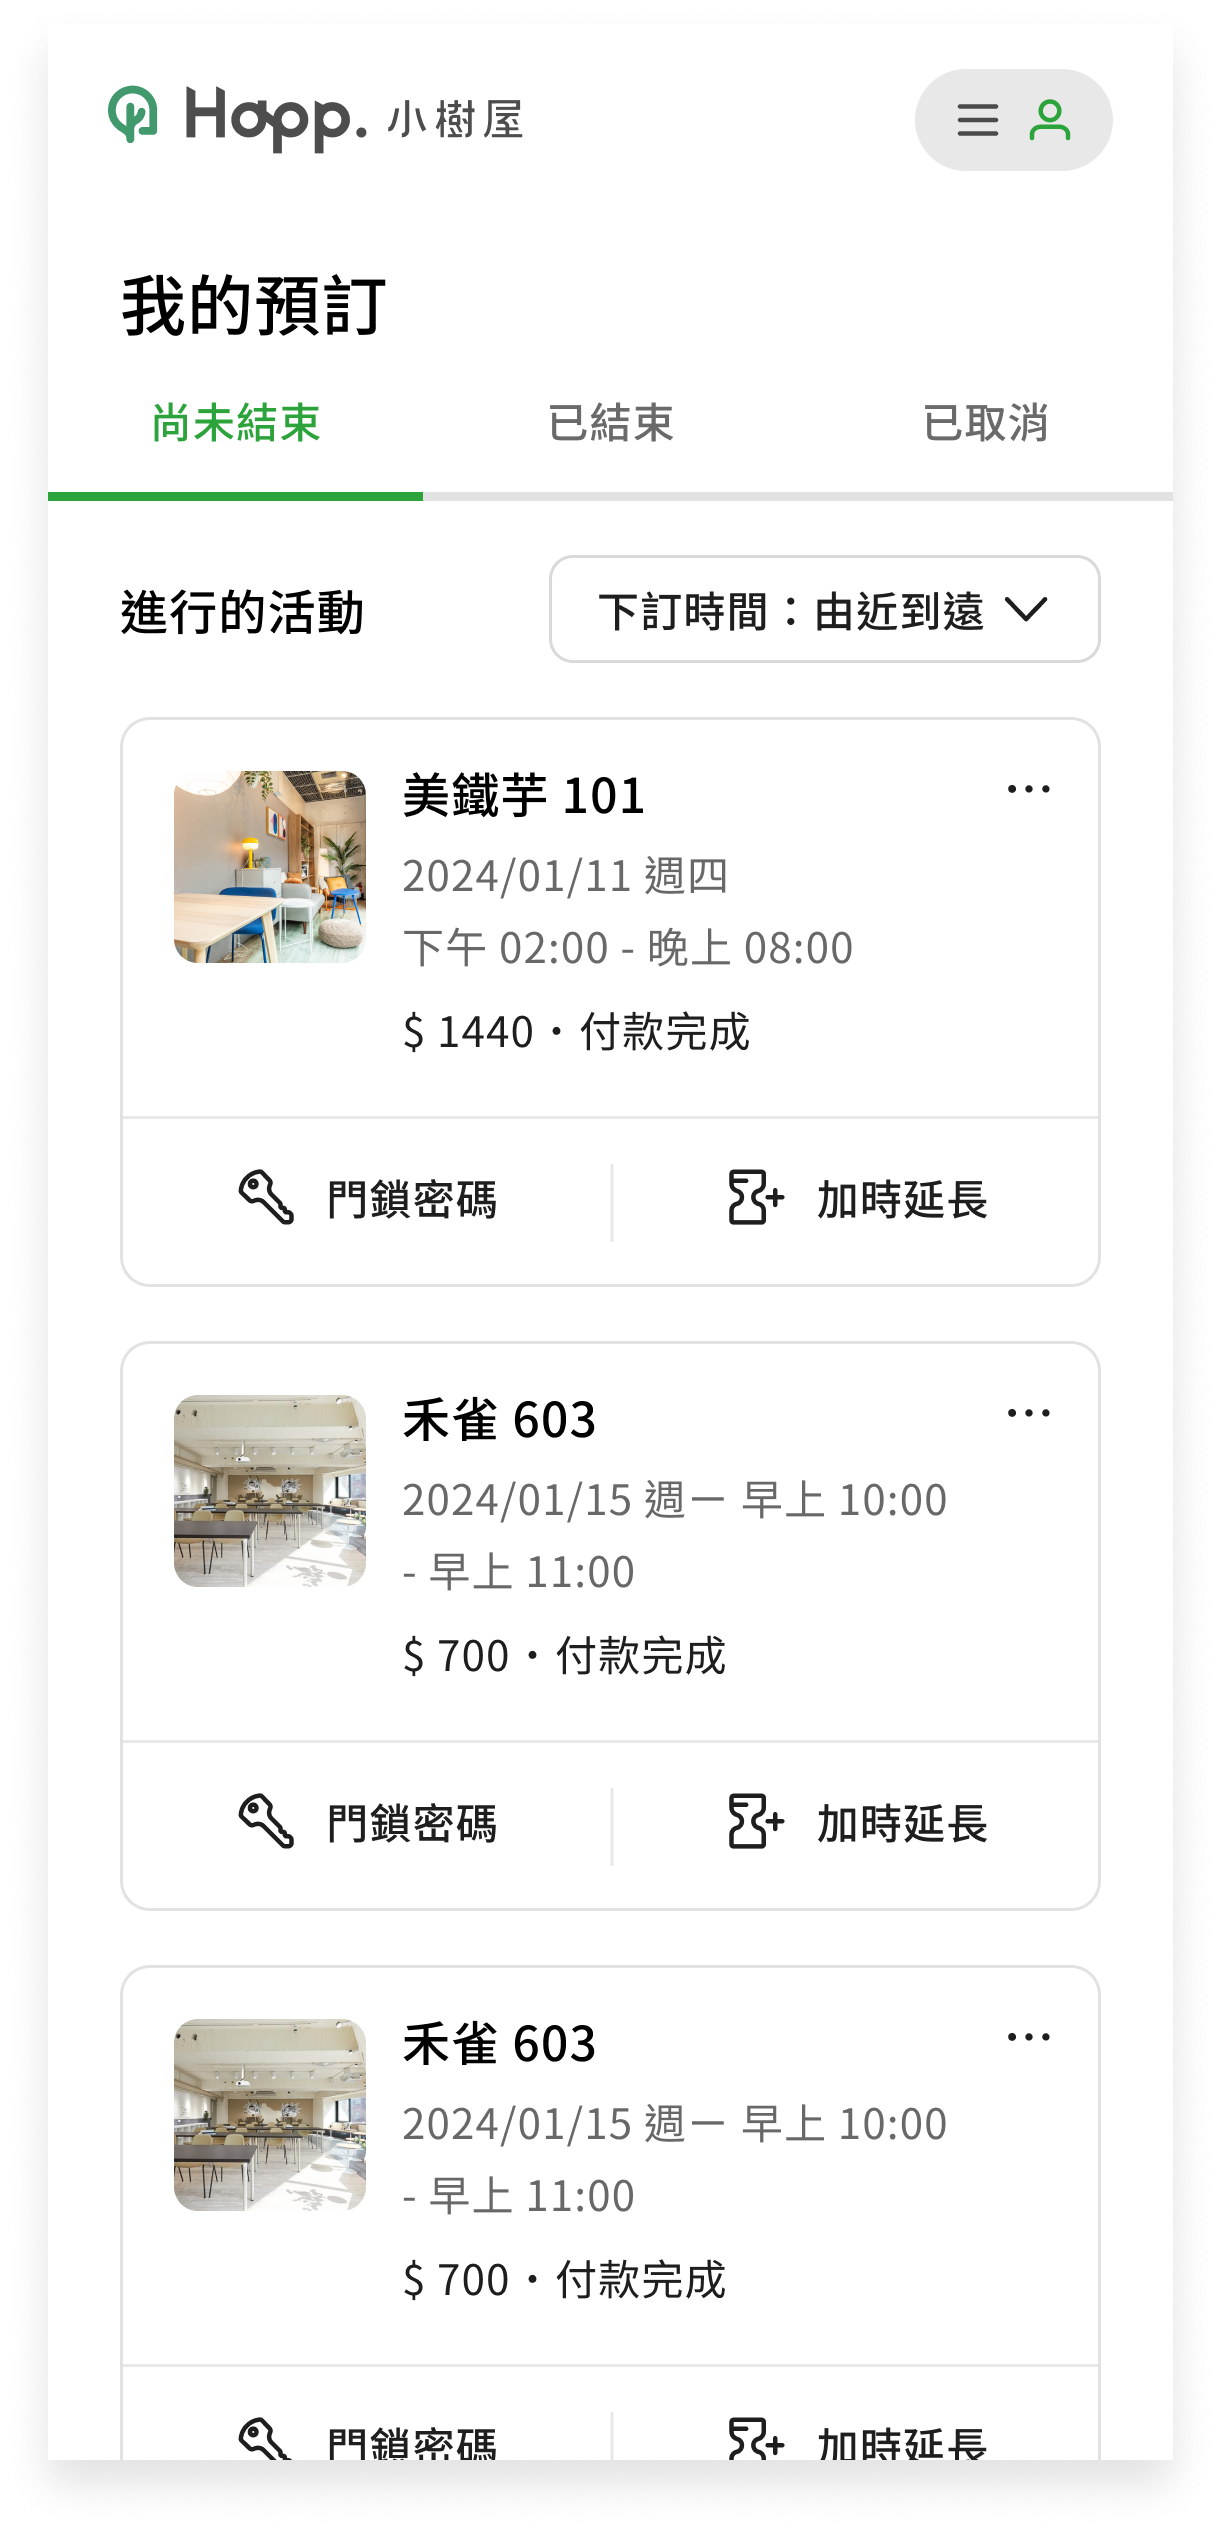 Happ. 小樹屋
我的預訂
尚未結束 已結束 已取消
進行的活動 下訂時間：由近到遠
美鐵芋 101
2024/01/11 週四
下午 02:00 - 晚上 08:00
$ 1440・付款完成
門鎖密碼 加時延長
禾雀 603
2024/01/15 週一 早上 10:00
- 早上 11:00
$ 700・付款完成
門鎖密碼 加時延長
禾雀 603
2024/01/15 週一 早上 10:00
- 早上 11:00
$ 700・付款完成
門鎖密碼 加時延長